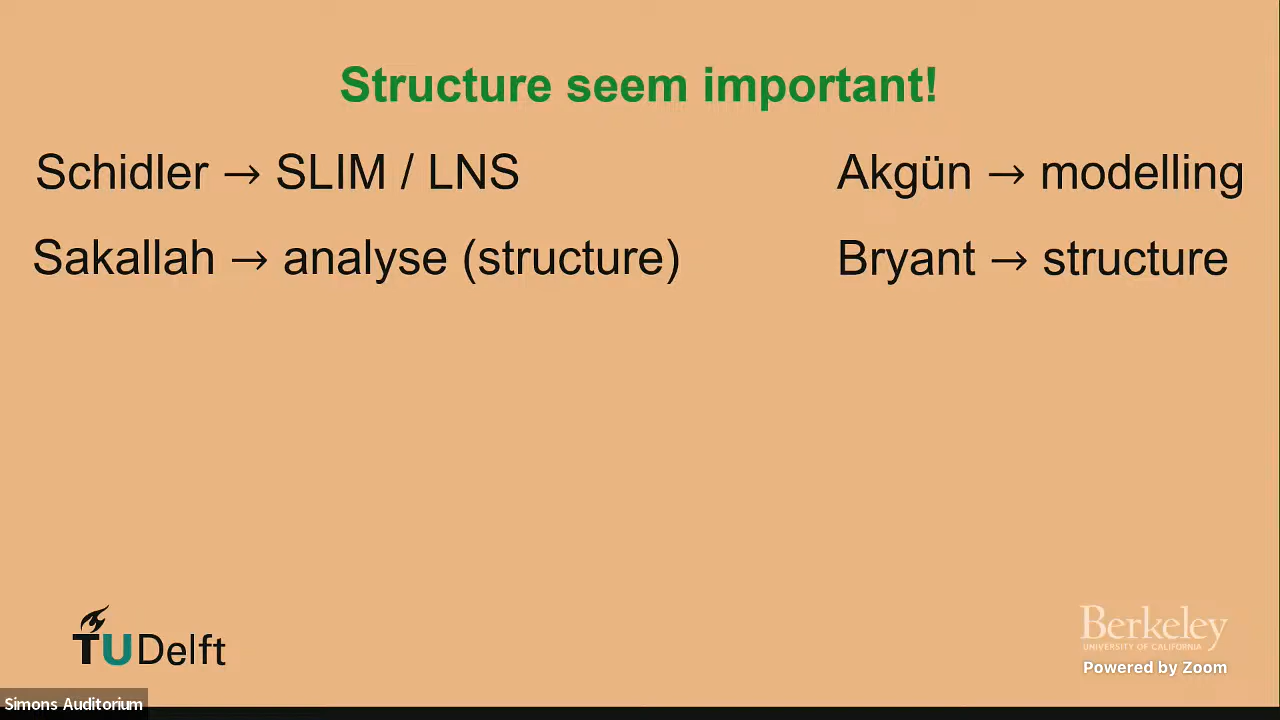 Structure seem important!
Schidler → SLIM / LNS
Akgün → modelling
Sakallah → analyse (structure)
Bryant → structure
TUDelft
Berkeley
UNIVERSITY OF CALIFORNIA
Powered by Zoom
Simons Auditorium